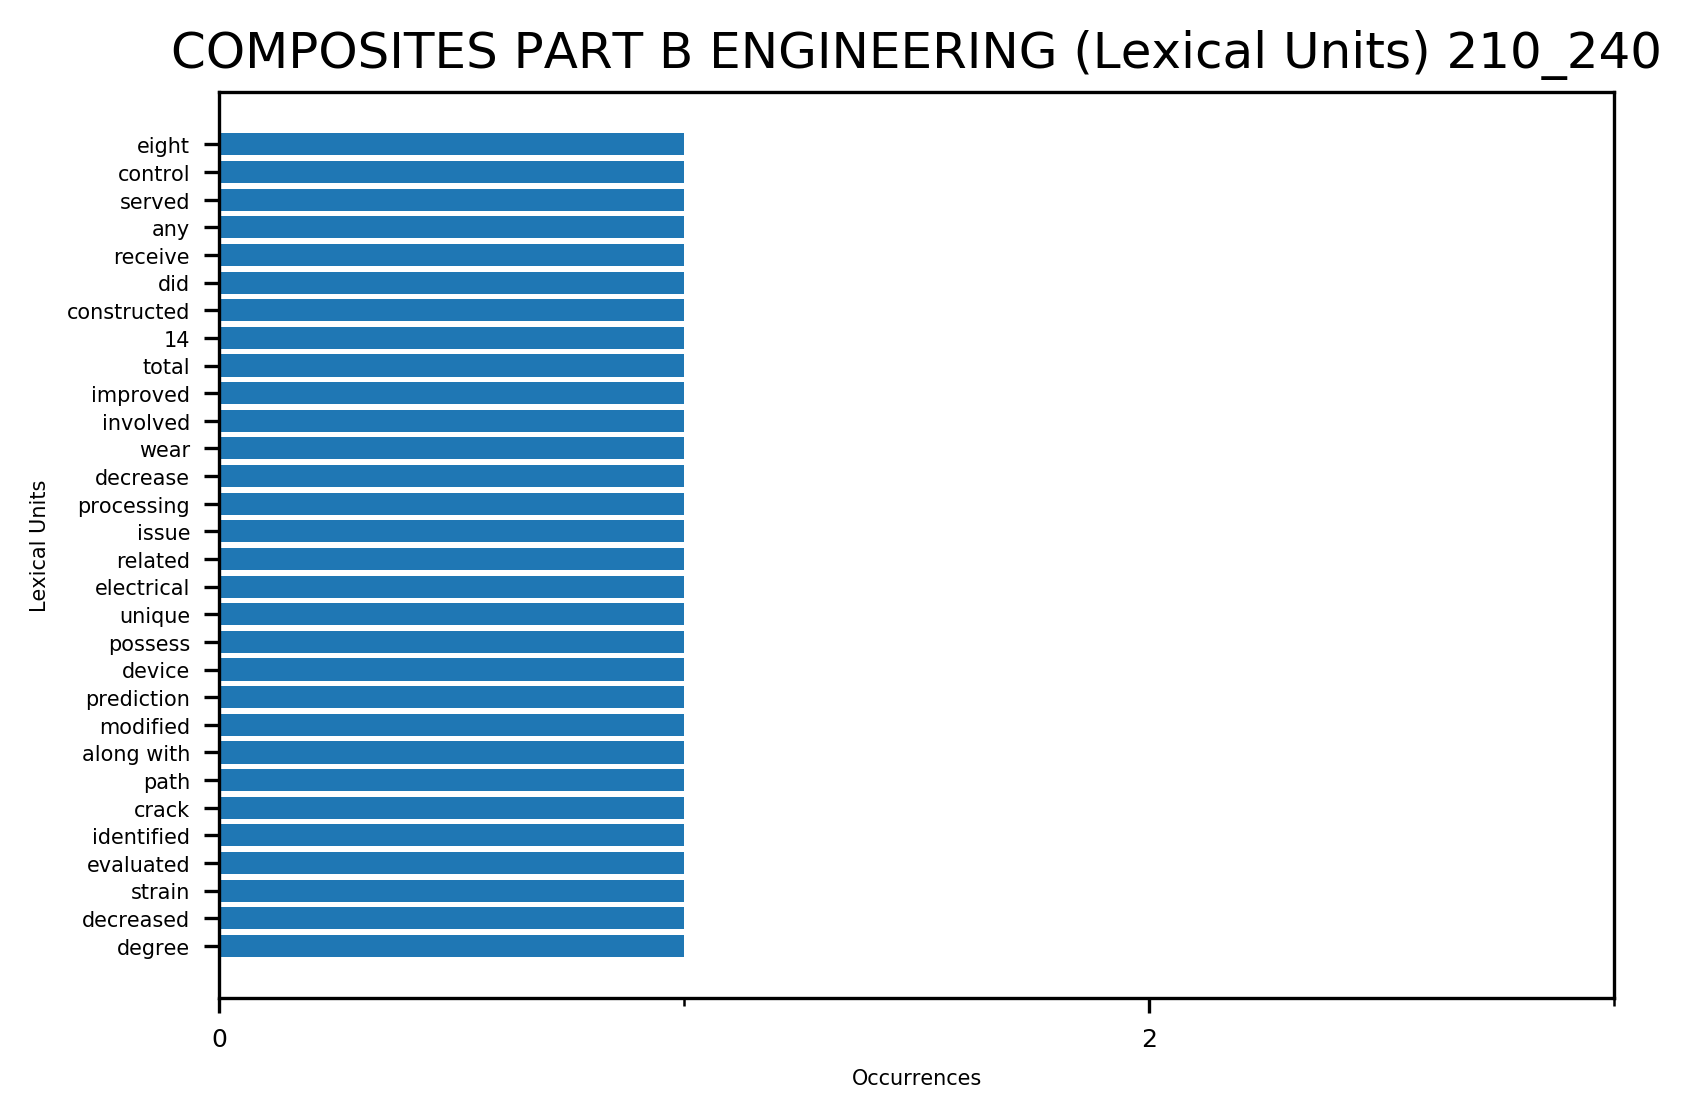 COMPOSITES PART B ENGINEERING (Lexical Units) 210_240
Lexical Units
eight
control
served
any
receive
did
constructed
14
total
improved
involved
wear
decrease
processing
issue
related
electrical
unique
possess
device
prediction
modified
along with
path
crack
identified
evaluated
strain
decreased
degree
0 2
Occurrences